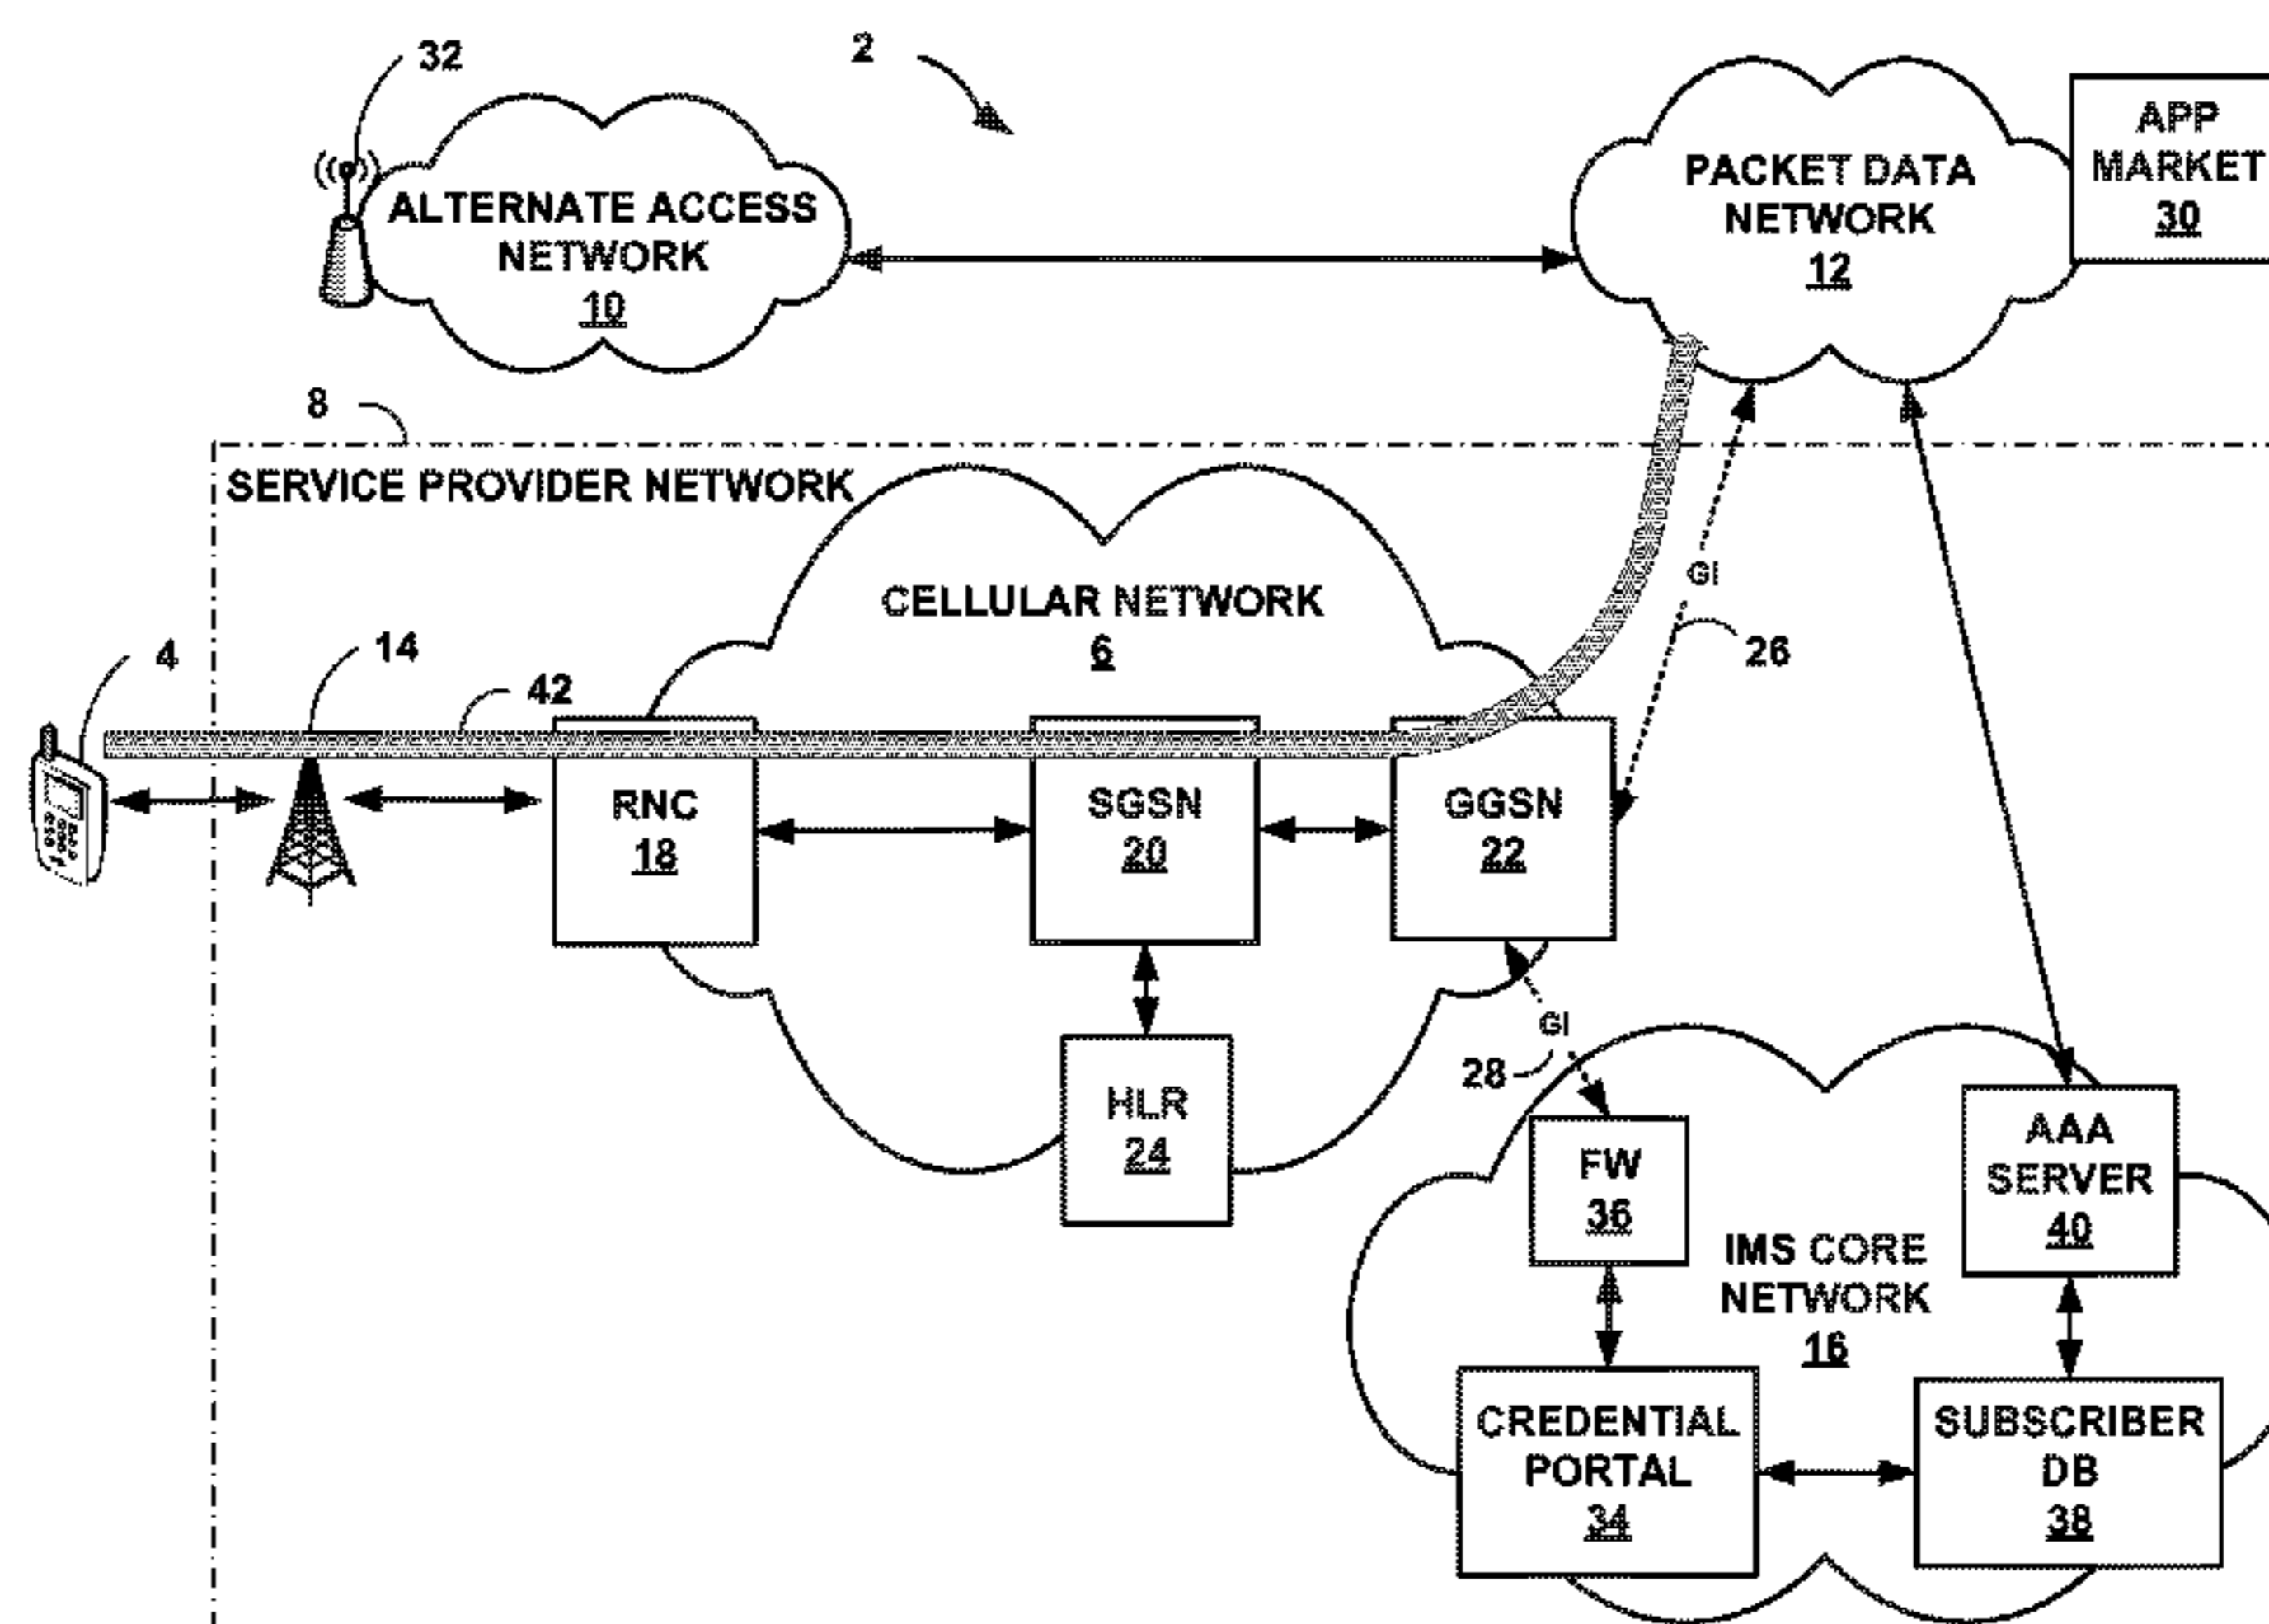 32
2
ALTERNATE ACCESS
NETWORK
10
PACKET DATA
NETWORK
12
APP
MARKET
30
8
SERVICE PROVIDER NETWORK
CELLULAR NETWORK
6
GI
26
4
14
42
RNC
18
SGSN
20
GGSN
22
GI
28
HLR
24
FW
36
AAA
SERVER
40
IMS CORE
NETWORK
16
CREDENTIAL
PORTAL
34
SUBSCRIBER
DB
38